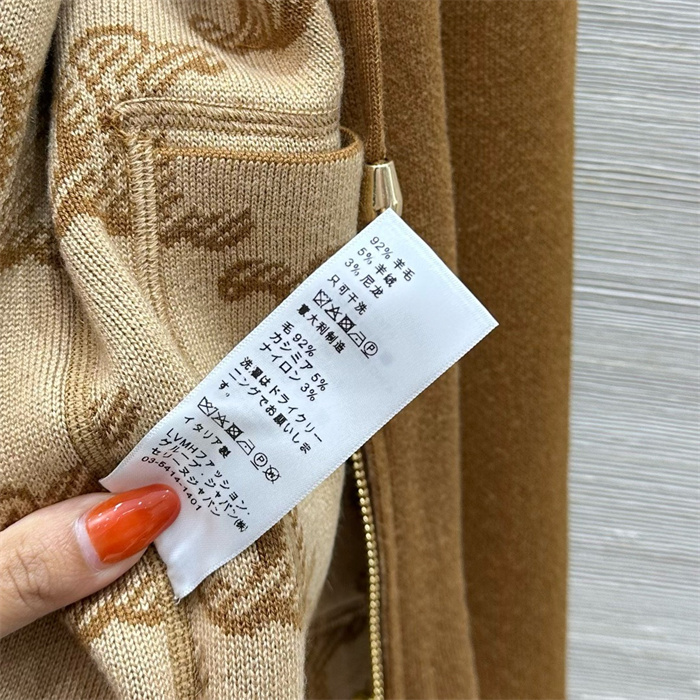 92% 羊毛
5% 羊绒
3% 尼龙
只可干洗
意大利制造
毛 92%
カシミア 5%
ナイロン 3%
洗濯はドライクリー
ニングでお願いしま
す。
イタリア製
LVMHファッション・
グループ・ジャパン(株)
セリーヌジャパン
03-5414-1401